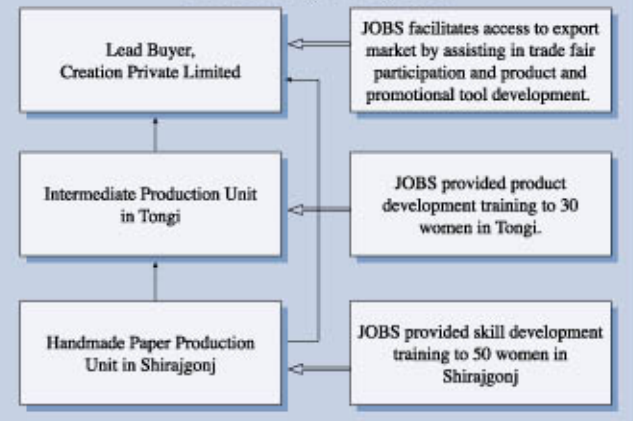 Lead Buyer,
Creation Private Limited
JOBS facilitates access to export
market by assisting in trade fair
participation and product and
promotional tool development.
Intermediate Production Unit
in Tongi
JOBS provided product
development training to 30
women in Tongi.
Handmade Paper Production
Unit in Shirajgonj
JOBS provided skill development
training to 50 women in
Shirajgonj